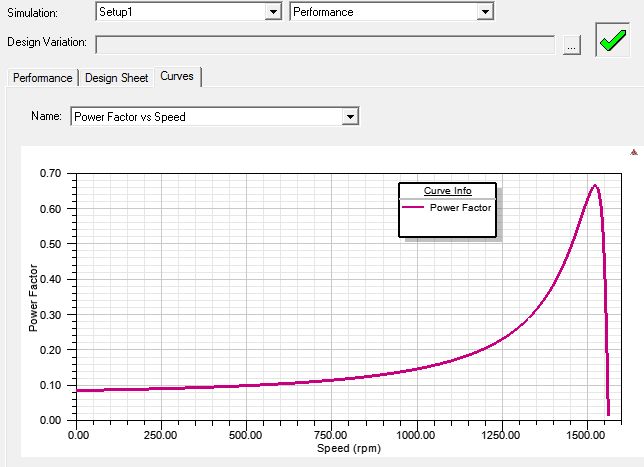 Simulation: Setup1 Performance
Design Variation: ...
Performance Design Sheet Curves
Name: Power Factor vs Speed
Curve Info
Power Factor
0.70
0.60
0.50
0.40
0.30
0.20
0.10
0.00
Power Factor
0.00 250.00 500.00 750.00 1000.00 1250.00 1500.00
Speed (rpm)